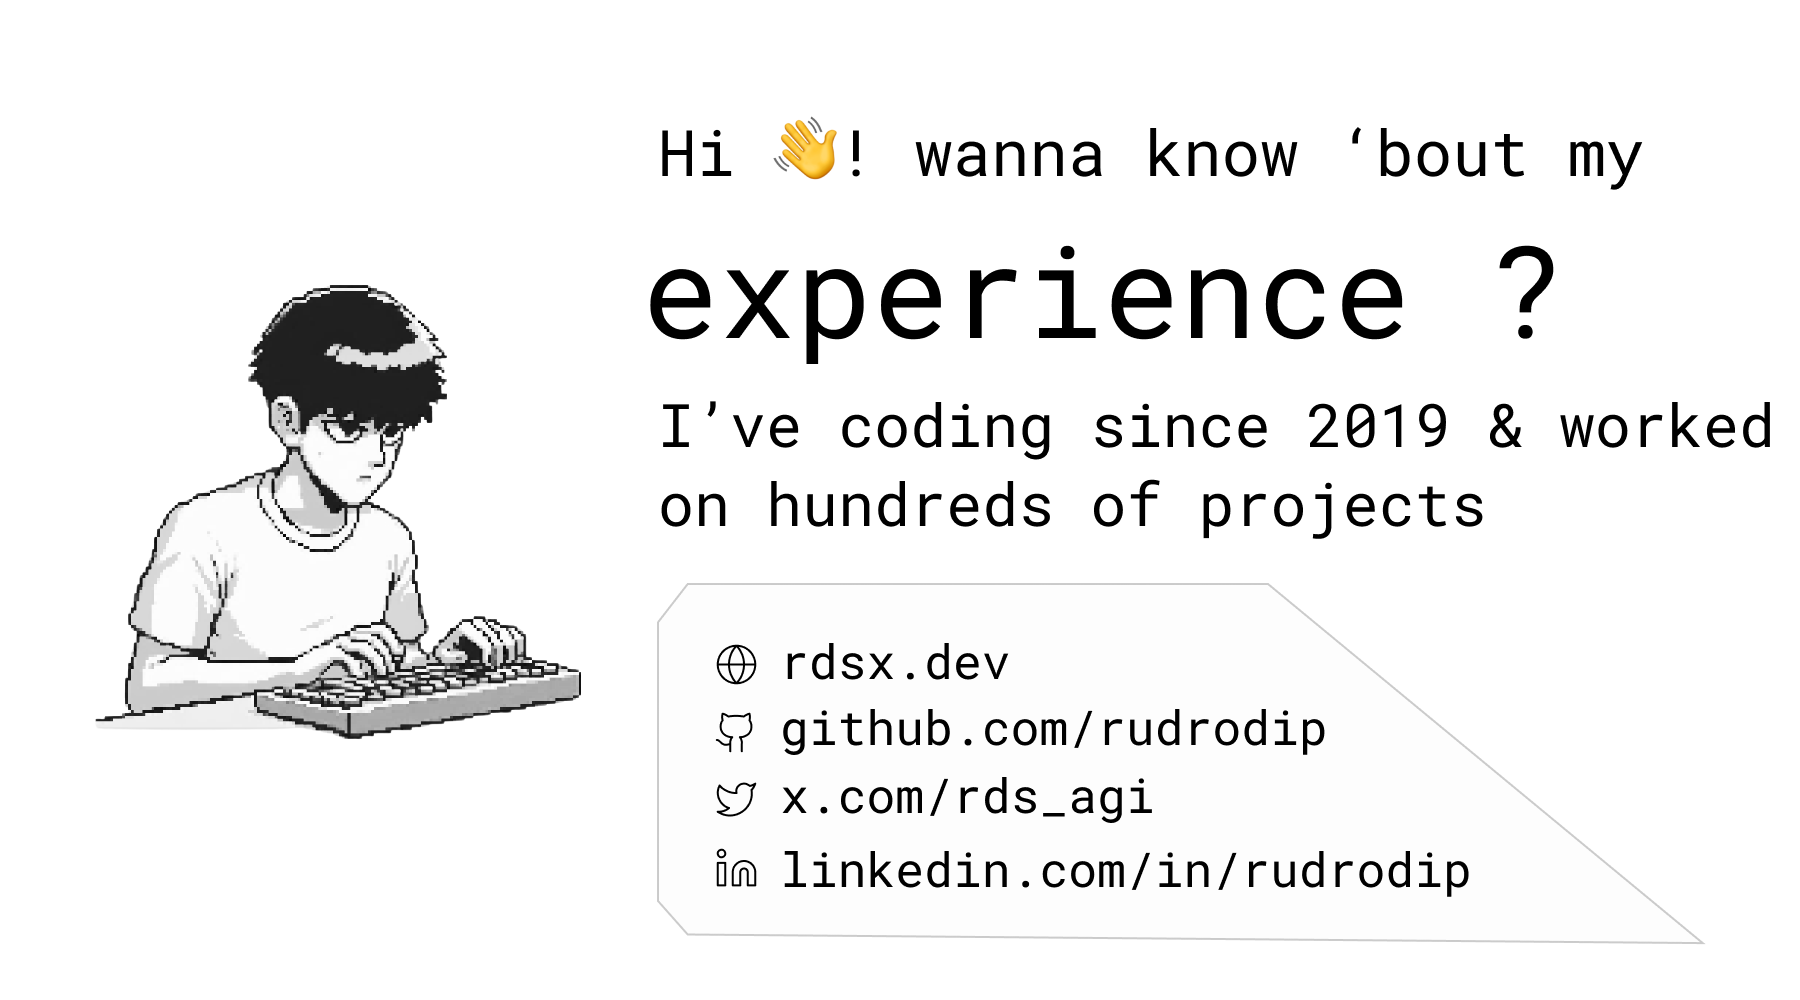 Hi 👋! wanna know ‘bout my
experience ?
I’ve coding since 2019 & worked
on hundreds of projects
rdsx.dev
github.com/rudrodip
x.com/rds_agi
linkedin.com/in/rudrodip